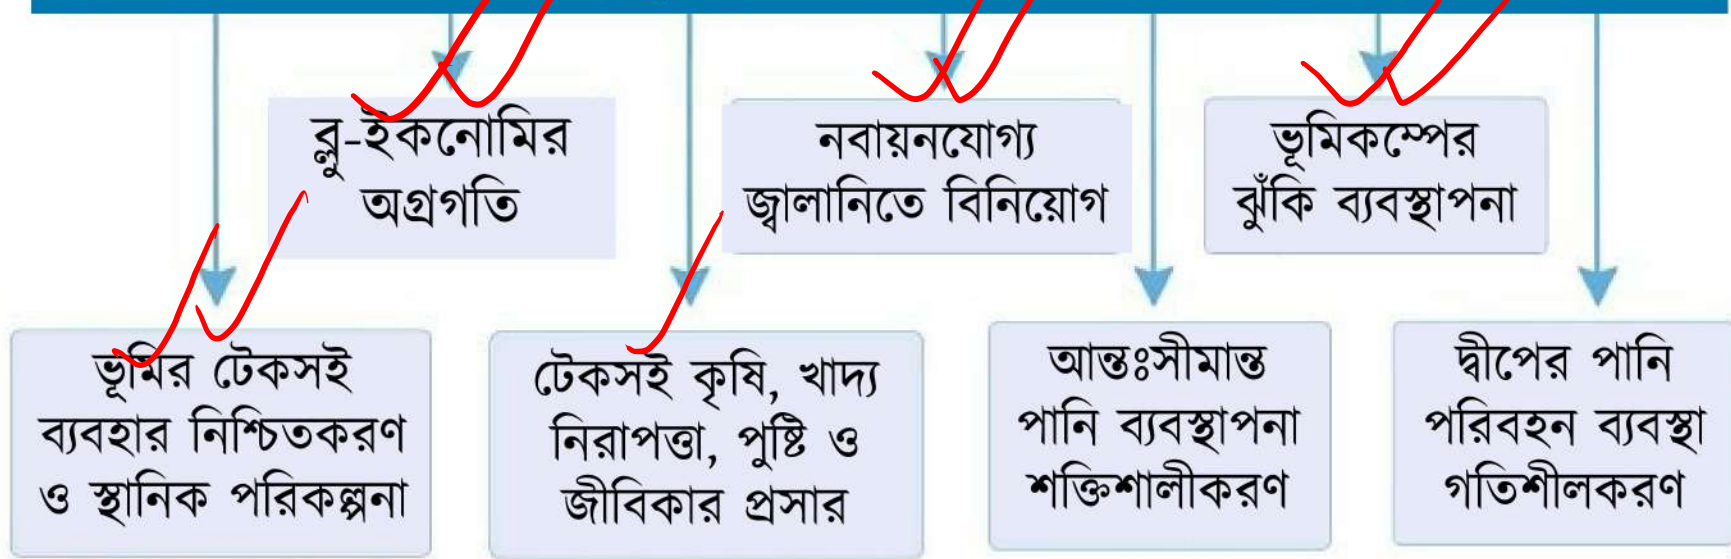 ব্লু-ইকনোমির
অগ্রগতি
নবায়নযোগ্য
জ্বালানিতে বিনিয়োগ
ভূমিকম্পের
ঝুঁকি ব্যবস্থাপনা
ভূমির টেকসই
ব্যবহার নিশ্চিতকরণ
ও স্থানিক পরিকল্পনা
টেকসই কৃষি, খাদ্য
নিরাপত্তা, পুষ্টি ও
জীবিকার প্রসার
আন্তঃসীমান্ত
পানি ব্যবস্থাপনা
শক্তিশালীকরণ
দ্বীপের পানি
পরিবহন ব্যবস্থা
গতিশীলকরণ